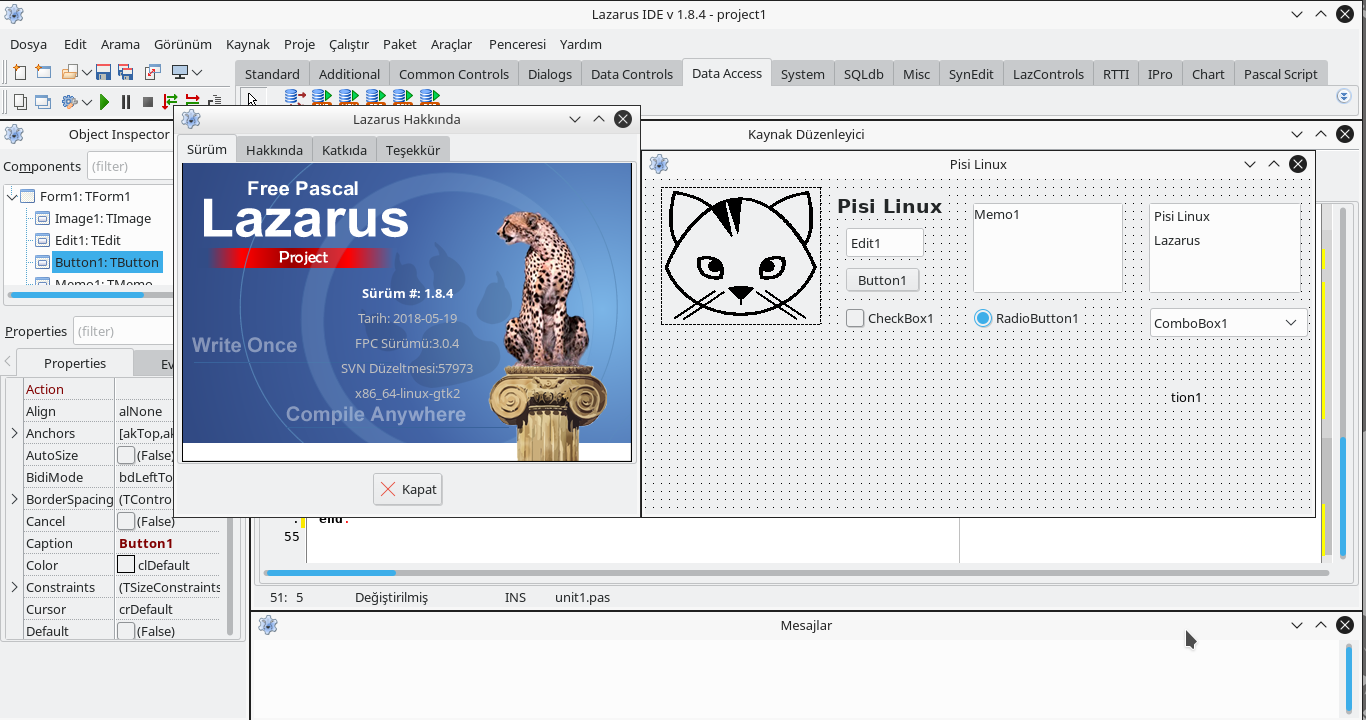 Lazarus IDE v 1.8.4 - project1
Dosya Edit Arama Görünüm Kaynak Proje Çalıştır Paket Araçlar Penceresi Yardım
Standard Additional Common Controls Dialogs Data Controls Data Access System SQLdb Misc SynEdit LazControls RTTI IPro Chart Pascal Script
Object Inspector
Components (filter)
Form1: TForm1
Image1: TImage
Edit1: TEdit
Button1: TButton
Memo1: TMemo
Properties (filter)
Properties Ev
Action
Align alNone
Anchors [akTop,ak
AutoSize (False)
BidiMode bdLeftTo
BorderSpacing (TContro
Cancel (False)
Caption Button1
Color clDefault
Constraints (TSizeConstraints
Cursor crDefault
Default (False)
Lazarus Hakkında
Sürüm Hakkında Katkıda Teşekkür
Free Pascal
Lazarus
Project
Sürüm #: 1.8.4
Tarih: 2018-05-19
FPC Sürümü:3.0.4
SVN Düzeltmesi:57973
x86_64-linux-gtk2
Write Once
Compile Anywhere
Kapat
Kaynak Düzenleyici
Pisi Linux
Pisi Linux
Edit1
Button1
CheckBox1
Memo1
RadioButton1
Pisi Linux
Lazarus
ComboBox1
tion1
. end.
55
51: 5 Değiştirilmiş INS unit1.pas
Mesajlar